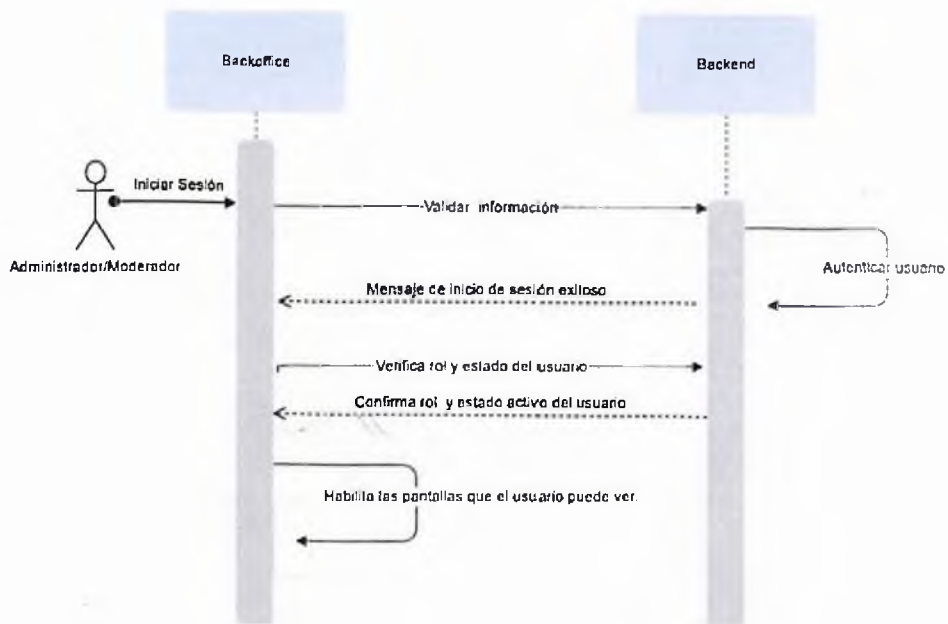 Backoffice
Backend
Iniciar Sesión
Validar información
Administrador/Moderador
Autenticar usuario
Mensaje de inicio de sesión exitoso
Verifica rol y estado del usuario
Confirma rol y estado activo del usuario
Habilita las pantallas que el usuario puede ver.